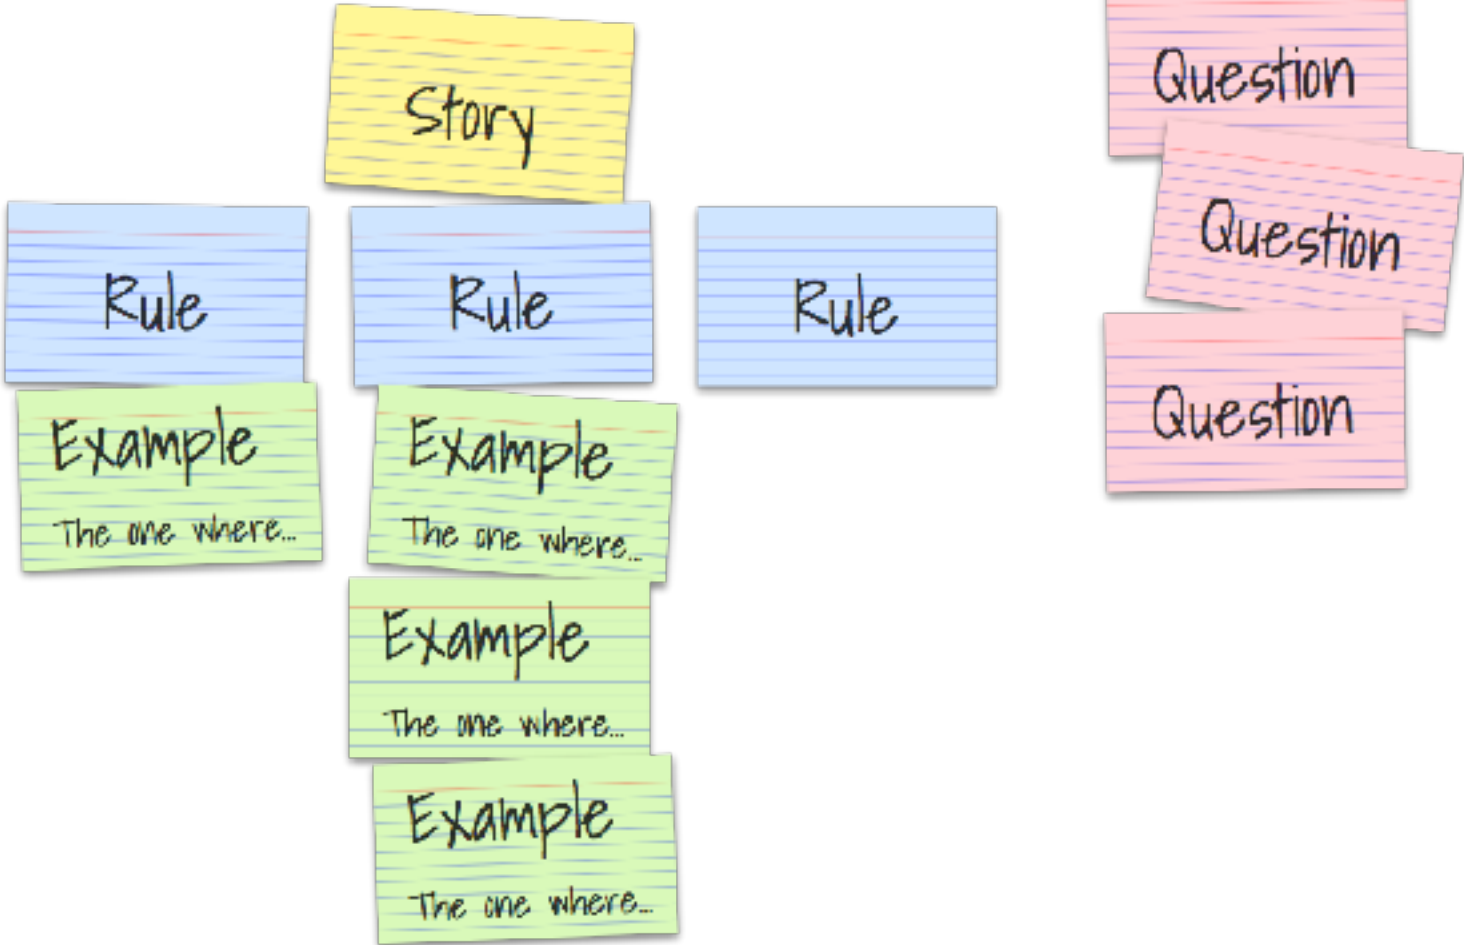 Story
Rule
Rule
Rule
Example
The one where...
Example
The one where...
Example
The one where...
Example
The one where...
Question
Question
Question